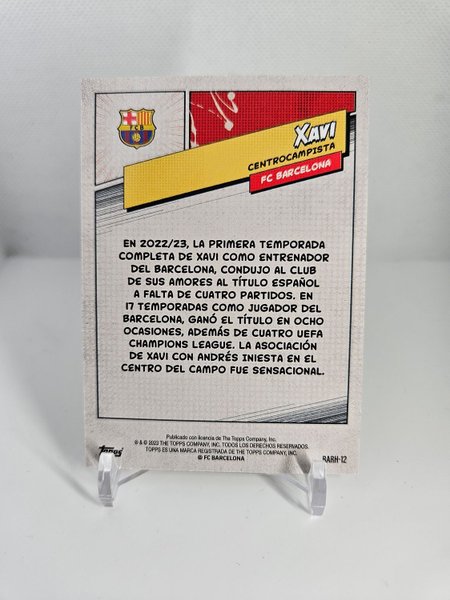 FCB
XAVI
CENTROCAMPISTA
FC BARCELONA
EN 2022/23, LA PRIMERA TEMPORADA
COMPLETA DE XAVI COMO ENTRENADOR
DEL BARCELONA, CONDUJO AL CLUB
DE SUS AMORES AL TÍTULO ESPAÑOL
A FALTA DE CUATRO PARTIDOS. EN
17 TEMPORADAS COMO JUGADOR DEL
BARCELONA, GANÓ EL TÍTULO EN OCHO
OCASIONES, ADEMÁS DE CUATRO UEFA
CHAMPIONS LEAGUE. LA ASOCIACIÓN
DE XAVI CON ANDRÉS INIESTA EN EL
CENTRO DEL CAMPO FUE SENSACIONAL.
Publicado con licencia de The Topps Company, Inc.
® & © 2023 THE TOPPS COMPANY, INC. TODOS LOS DERECHOS RESERVADOS.
TOPPS ES UNA MARCA REGISTRADA DE THE TOPPS COMPANY, INC.
© FC BARCELONA
Topps
BARH-12